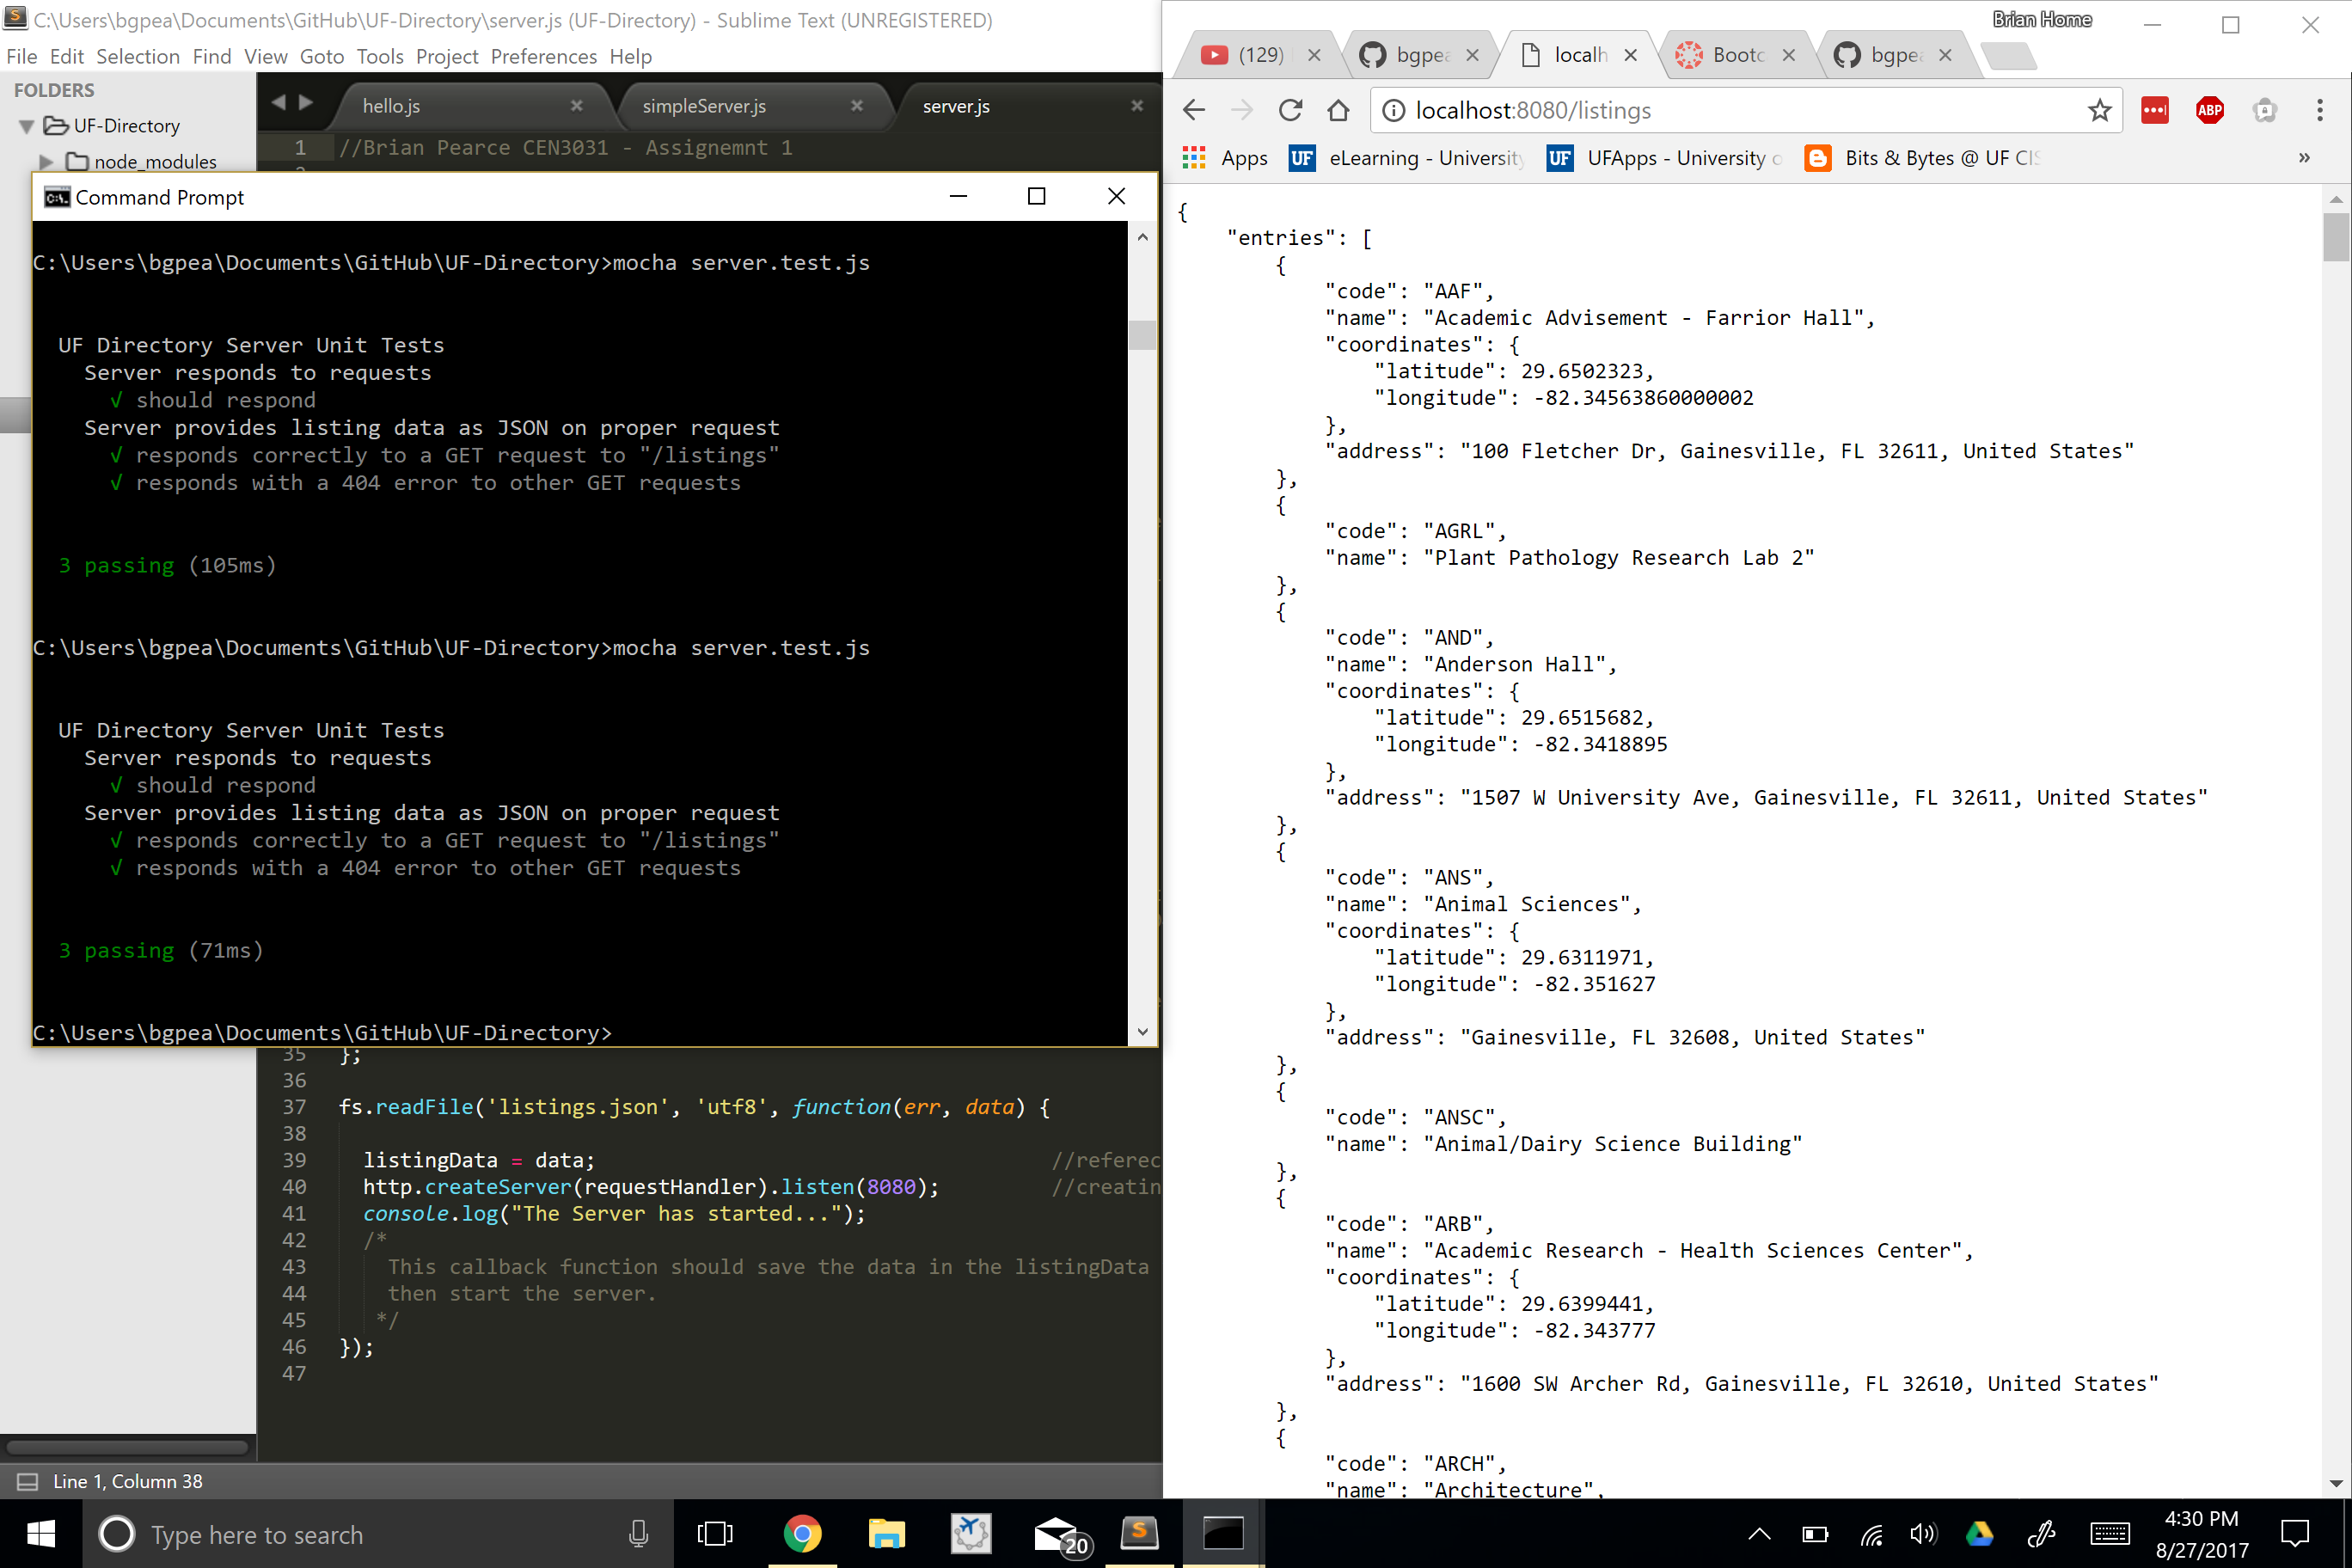 C:\Users\bgpea\Documents\GitHub\UF-Directory\server.js (UF-Directory) - Sublime Text (UNREGISTERED)
File Edit Selection Find View Goto Tools Project Preferences Help
FOLDERS
UF-Directory
node_modules
hello.js
simpleServer.js
server.js
1 //Brian Pearce CEN3031 - Assignemnt 1
Command Prompt
C:\Users\bgpea\Documents\GitHub\UF-Directory>mocha server.test.js
UF Directory Server Unit Tests
Server responds to requests
√ should respond
Server provides listing data as JSON on proper request
√ responds correctly to a GET request to "/listings"
√ responds with a 404 error to other GET requests
3 passing (105ms)
C:\Users\bgpea\Documents\GitHub\UF-Directory>mocha server.test.js
UF Directory Server Unit Tests
Server responds to requests
√ should respond
Server provides listing data as JSON on proper request
√ responds correctly to a GET request to "/listings"
√ responds with a 404 error to other GET requests
3 passing (71ms)
C:\Users\bgpea\Documents\GitHub\UF-Directory>
35 };
36
37 fs.readFile('listings.json', 'utf8', function(err, data) {
38
39 listingData = data; //referec
40 http.createServer(requestHandler).listen(8080); //creatin
41 console.log("The Server has started...");
42 /*
43 This callback function should save the data in the listingData
44 then start the server.
45 */
46 });
47
Line 1, Column 38
Brian Home
(129)
bgpea
localh
Bootc
bgpea
localhost:8080/listings
ABP
Apps
UF eLearning - University
UF UFApps - University o
Bits & Bytes @ UF CIS
{
"entries": [
{
"code": "AAF",
"name": "Academic Advisement - Farrior Hall",
"coordinates": {
"latitude": 29.6502323,
"longitude": -82.34563860000002
},
"address": "100 Fletcher Dr, Gainesville, FL 32611, United States"
},
{
"code": "AGRL",
"name": "Plant Pathology Research Lab 2"
},
{
"code": "AND",
"name": "Anderson Hall",
"coordinates": {
"latitude": 29.6515682,
"longitude": -82.3418895
},
"address": "1507 W University Ave, Gainesville, FL 32611, United States"
},
{
"code": "ANS",
"name": "Animal Sciences",
"coordinates": {
"latitude": 29.6311971,
"longitude": -82.351627
},
"address": "Gainesville, FL 32608, United States"
},
{
"code": "ANSC",
"name": "Animal/Dairy Science Building"
},
{
"code": "ARB",
"name": "Academic Research - Health Sciences Center",
"coordinates": {
"latitude": 29.6399441,
"longitude": -82.343777
},
"address": "1600 SW Archer Rd, Gainesville, FL 32610, United States"
},
{
"code": "ARCH",
"name": "Architecture",
Type here to search
20
4:30 PM
8/27/2017